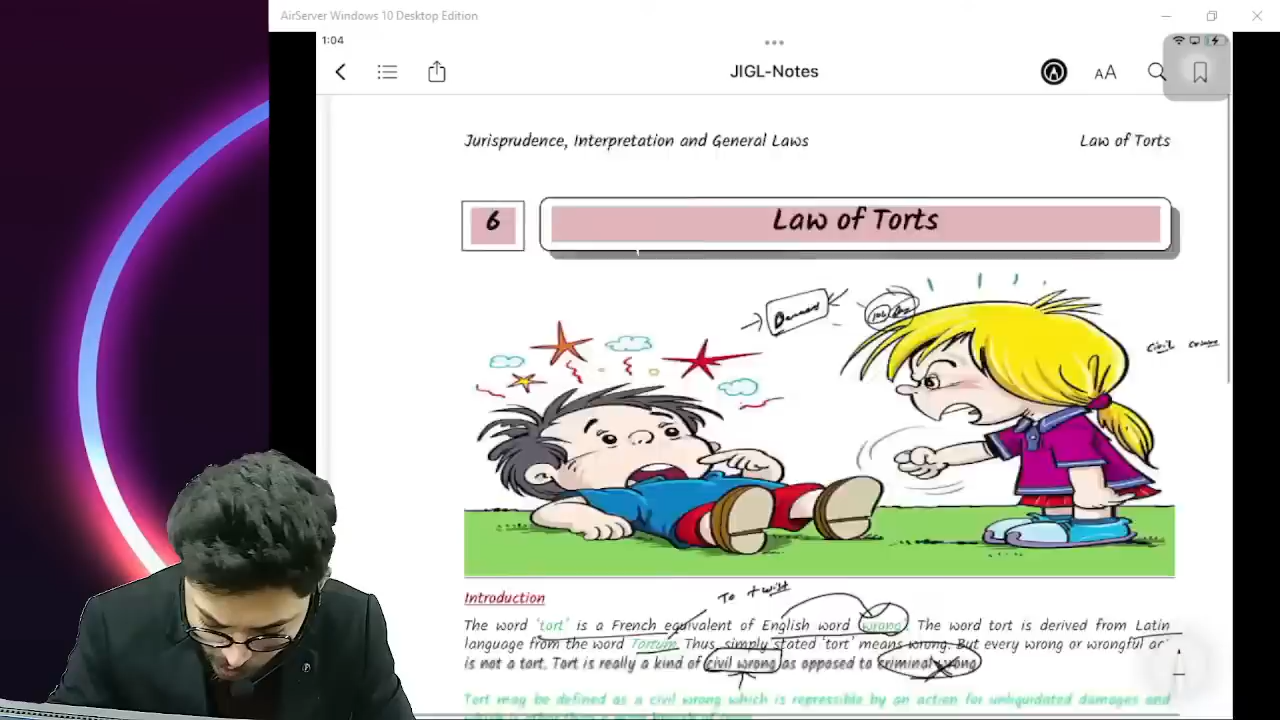 AirServer Windows 10 Desktop Edition
1:04
JIGL-Notes
AA
Jurisprudence, Interpretation and General Laws
Law of Torts
6
Law of Torts
civil
Introduction
To twist
The word 'tort' is a French equivalent of English word wrong. The word tort is derived from Latin
language from the word Tortum. Thus simply stated 'tort' means wrong. But every wrong or wrongful
is not a tort. Tort is really a kind of civil wrong as opposed to criminal wrong
Tort may be defined as a civil wrong which is repressible by an action for unliquidated damages and